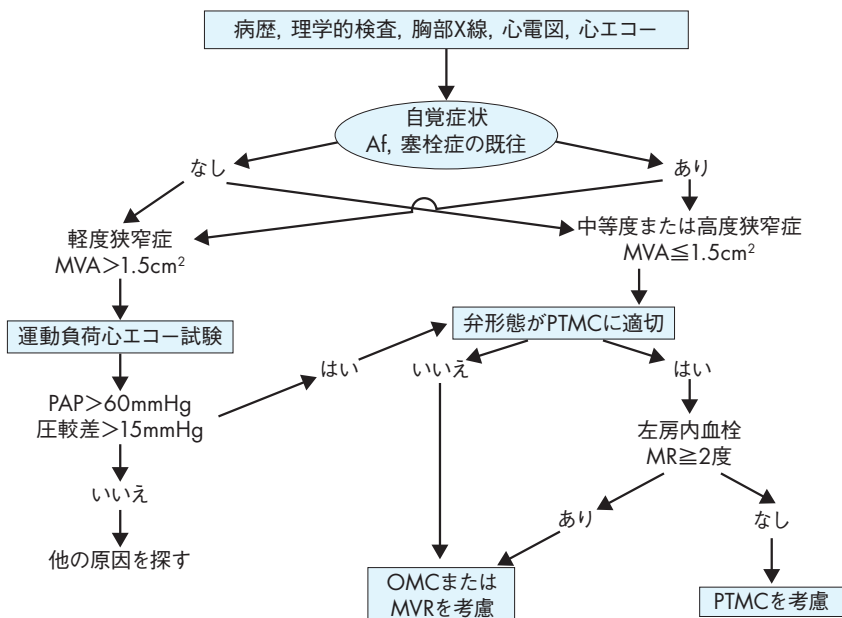 病歴, 理学的検査, 胸部X線, 心電図, 心エコー
自覚症状
Af, 塞栓症の既往
なし
あり
軽度狭窄症
MVA>1.5cm²
中等度または高度狭窄症
MVA≦1.5cm²
運動負荷心エコー試験
弁形態がPTMCに適切
はい
いいえ
はい
PAP>60mmHg
圧較差>15mmHg
左房内血栓
MR≧2度
いいえ
あり
なし
他の原因を探す
OMCまたは
MVRを考慮
PTMCを考慮